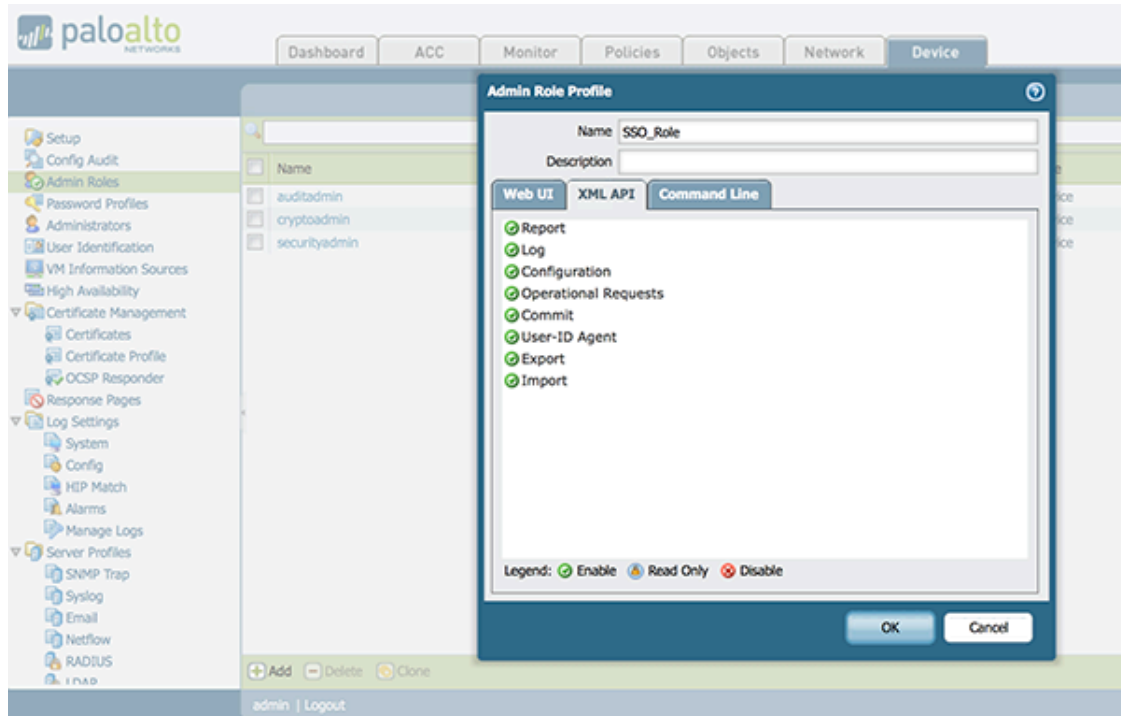 paloalto
NETWORKS
Dashboard ACC Monitor Policies Objects Network Device
Admin Role Profile
Name SSO_Role
Description
Web UI XML API Command Line
Report
Log
Configuration
Operational Requests
Commit
User-ID Agent
Export
Import
Legend: Enable Read Only Disable
OK Cancel
Setup
Config Audit
Admin Roles
Password Profiles
Administrators
User Identification
VM Information Sources
High Availability
Certificate Management
Certificates
Certificate Profile
OCSP Responder
Response Pages
Log Settings
System
Config
HIP Match
Alarms
Manage Logs
Server Profiles
SNMP Trap
Syslog
Email
Netflow
RADIUS
LDAP
Name
auditadmin
cryptoadmin
securityadmin
Add Delete Clone
admin | Logout